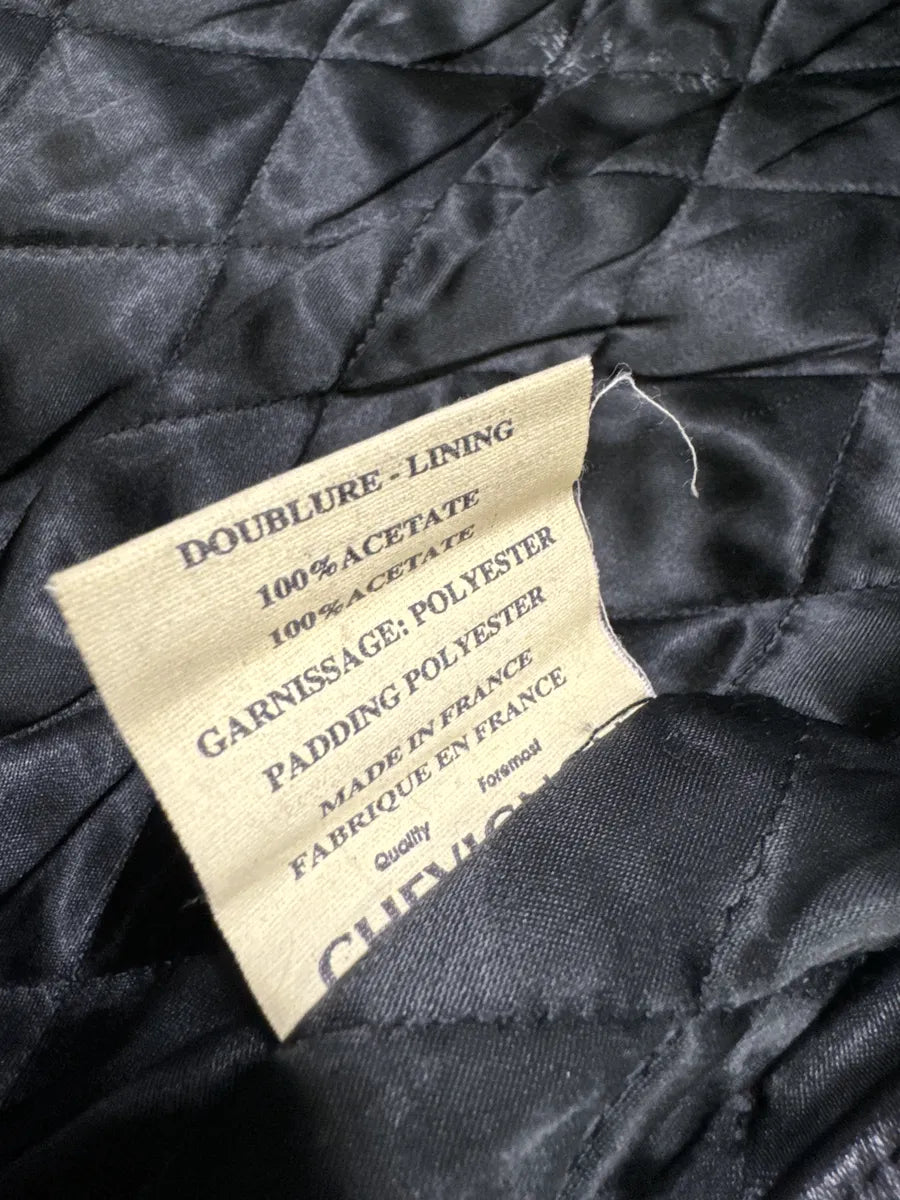 DOUBLURE - LINING
100% ACETATE
100% ACETATE
GARNISSAGE: POLYESTER
PADDING POLYESTER
MADE IN FRANCE
FABRIQUE EN FRANCE
Quality Foremost